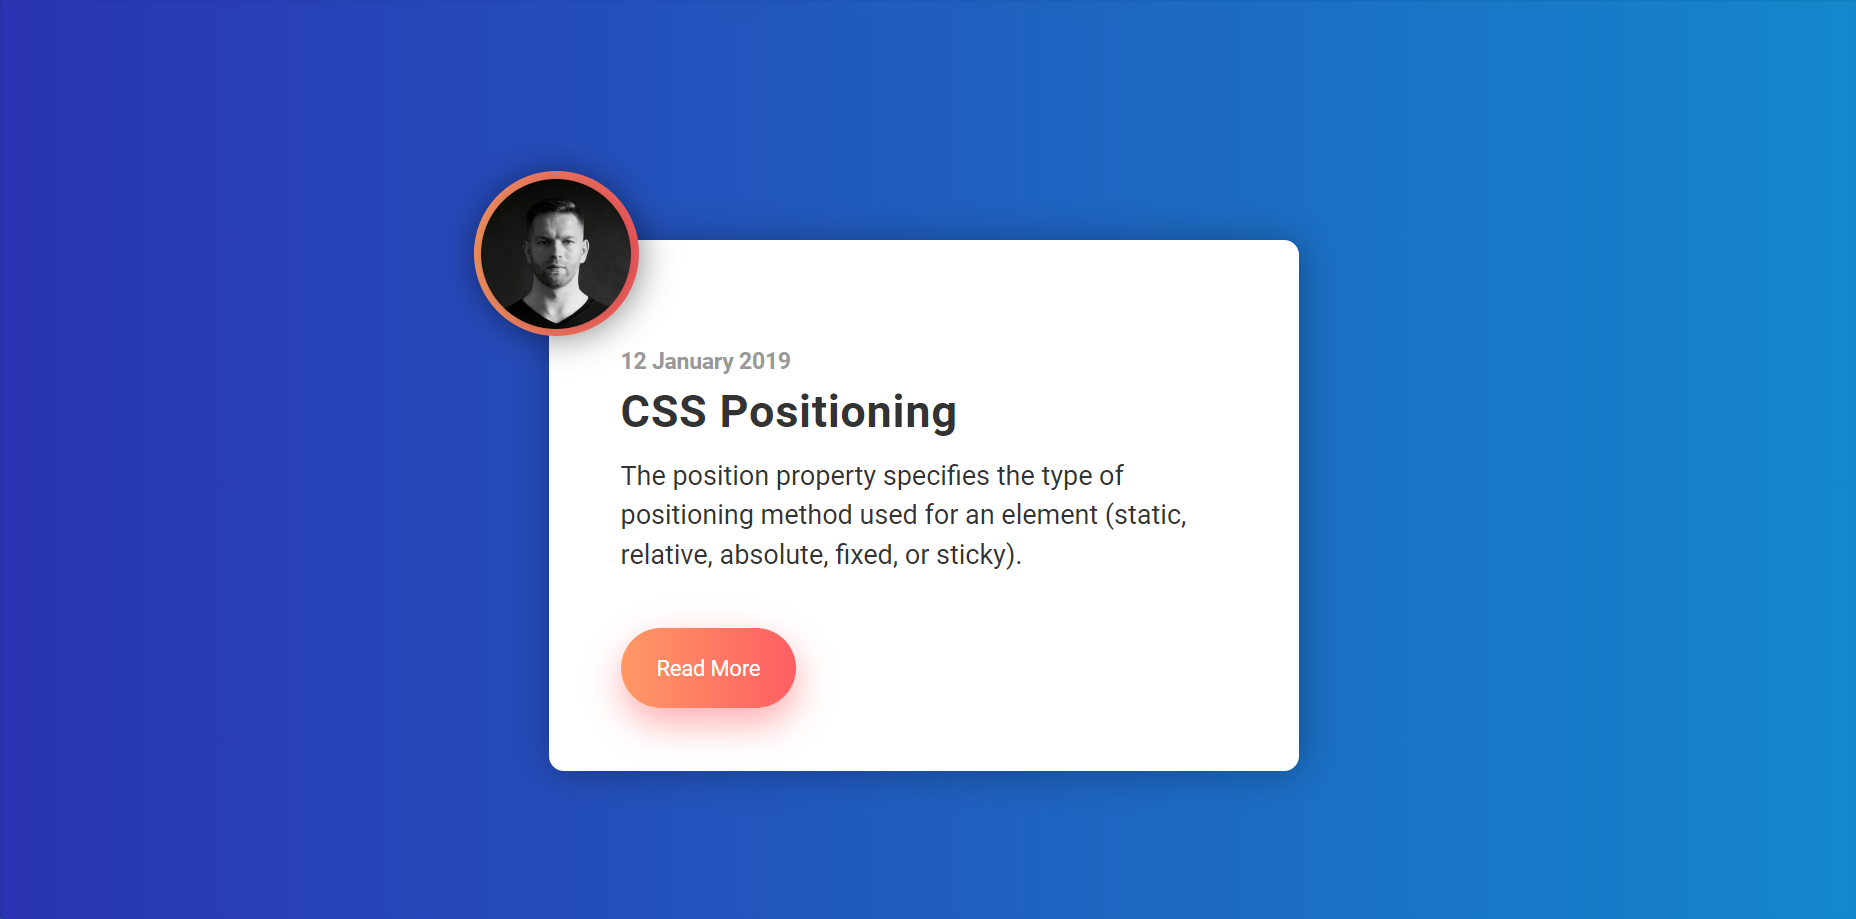 12 January 2019
CSS Positioning
The position property specifies the type of
positioning method used for an element (static,
relative, absolute, fixed, or sticky).
Read More